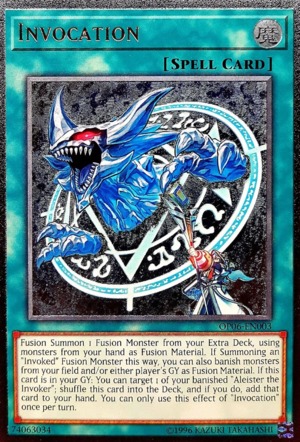 INVOCATION
魔
[SPELL CARD]
OP06-EN003
Fusion Summon 1 Fusion Monster from your Extra Deck, using
monsters from your hand as Fusion Material. If Summoning an
"Invoked" Fusion Monster this way, you can also banish monsters
from your field and/or either player's GY as Fusion Material. If this
card is in your GY: You can target 1 of your banished "Aleister the
Invoker"; shuffle this card into the Deck, and if you do, add that
card to your hand. You can only use this effect of "Invocation"
once per turn.
74063034
©1996 KAZUKI TAKAHASHI